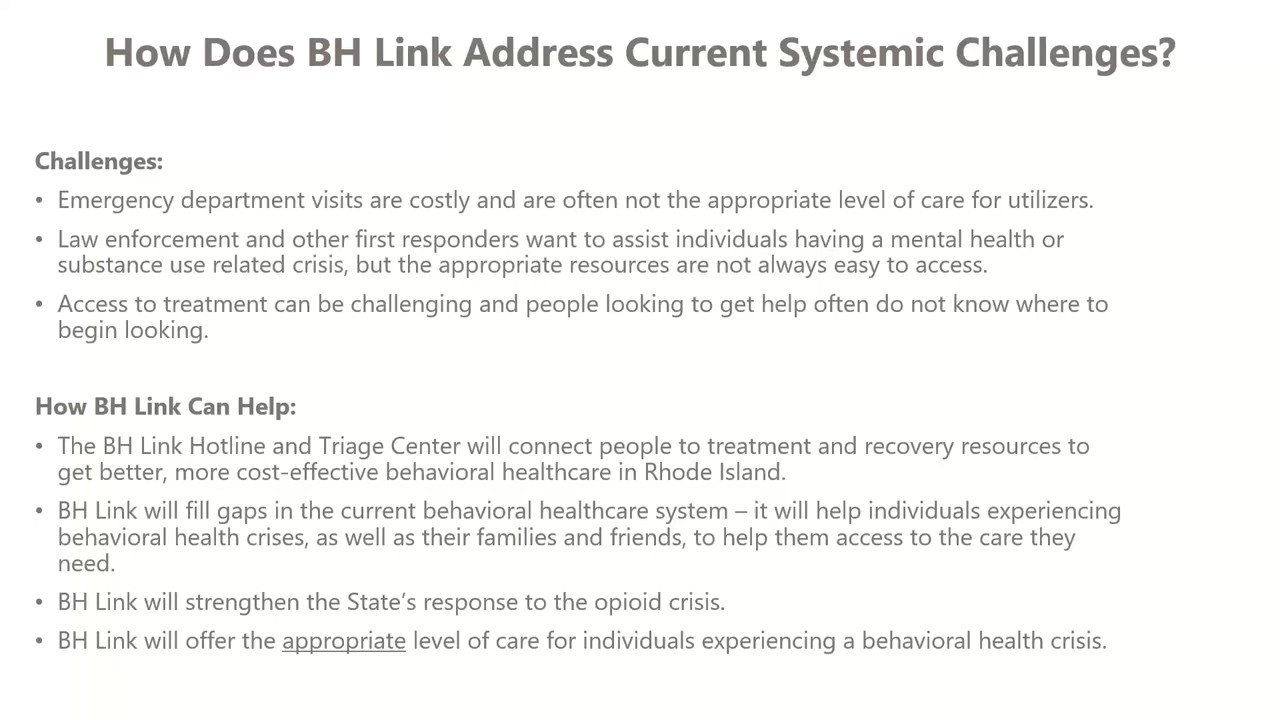 How Does BH Link Address Current Systemic Challenges?
Challenges:
• Emergency department visits are costly and are often not the appropriate level of care for utilizers.
• Law enforcement and other first responders want to assist individuals having a mental health or
substance use related crisis, but the appropriate resources are not always easy to access.
• Access to treatment can be challenging and people looking to get help often do not know where to
begin looking.
How BH Link Can Help:
• The BH Link Hotline and Triage Center will connect people to treatment and recovery resources to
get better, more cost-effective behavioral healthcare in Rhode Island.
• BH Link will fill gaps in the current behavioral healthcare system – it will help individuals experiencing
behavioral health crises, as well as their families and friends, to help them access to the care they
need.
• BH Link will strengthen the State’s response to the opioid crisis.
• BH Link will offer the appropriate level of care for individuals experiencing a behavioral health crisis.